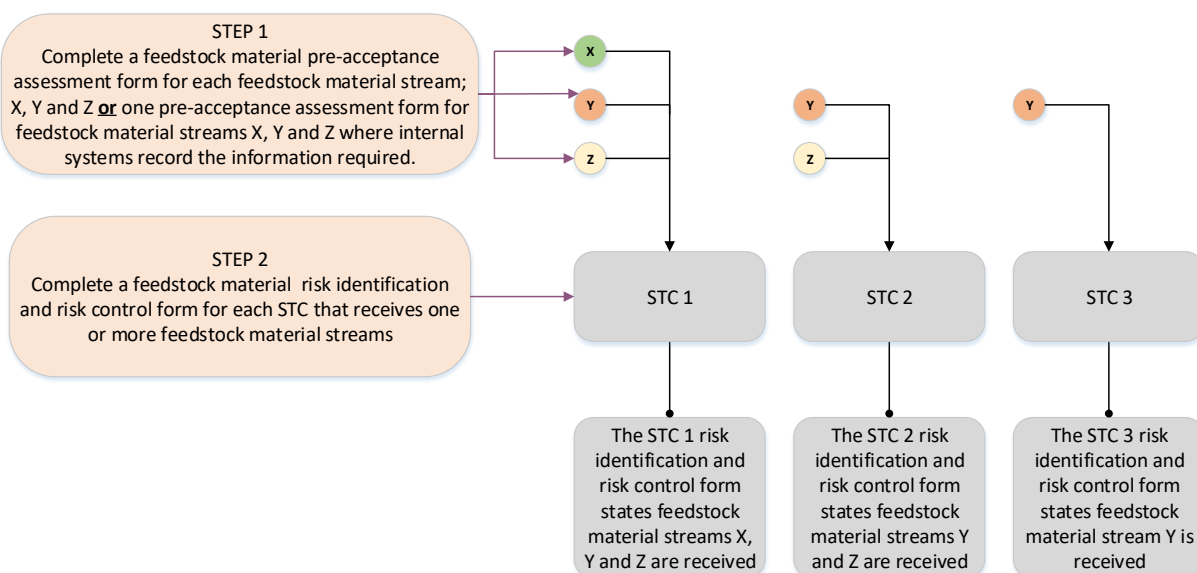 STEP 1
Complete a feedstock material pre-acceptance
assessment form for each feedstock material stream;
X, Y and Z or one pre-acceptance assessment form for
feedstock material streams X, Y and Z where internal
systems record the information required.
X
Y
Z
Y
Z
Y
STEP 2
Complete a feedstock material risk identification
and risk control form for each STC that receives one
or more feedstock material streams
STC 1
STC 2
STC 3
The STC 1 risk
identification and
risk control form
states feedstock
material streams X,
Y and Z are received
The STC 2 risk
identification and
risk control form
states feedstock
material streams Y
and Z are received
The STC 3 risk
identification and
risk control form
states feedstock
material stream Y is
received